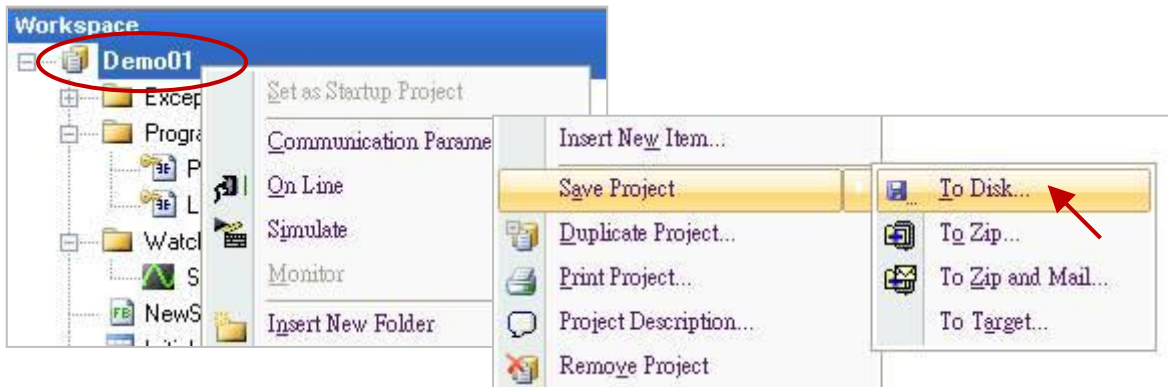 Workspace
Demo01
Excep
Progra
P
L
Watcl
S
NewS
Set as Startup Project
Communication Parame
On Line
Simulate
Monitor
Insert New Folder
Insert New Item...
Save Project
Duplicate Project...
Print Project...
Project Description...
Remove Project
To Disk...
To Zip...
To Zip and Mail...
To Target...